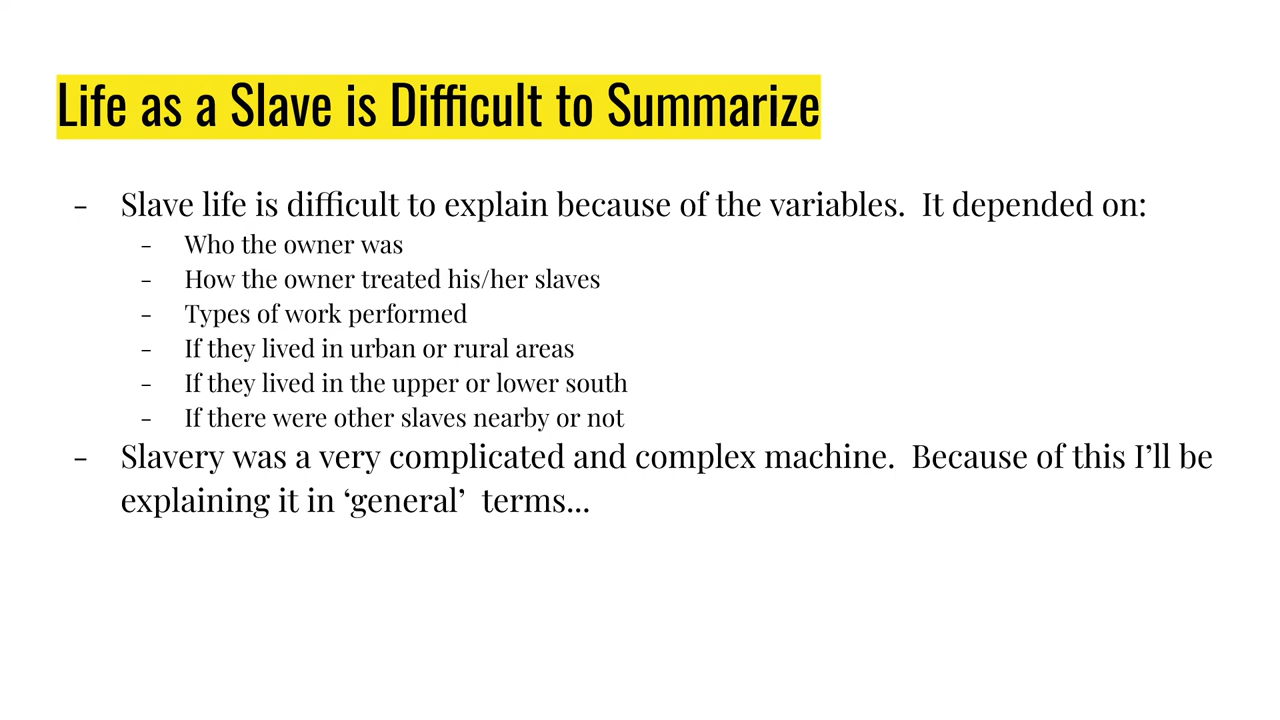 Life as a Slave is Difficult to Summarize
- Slave life is difficult to explain because of the variables.  It depended on:
- Who the owner was
- How the owner treated his/her slaves
- Types of work performed
- If they lived in urban or rural areas
- If they lived in the upper or lower south
- If there were other slaves nearby or not
- Slavery was a very complicated and complex machine.  Because of this I’ll be
explaining it in ‘general’  terms...